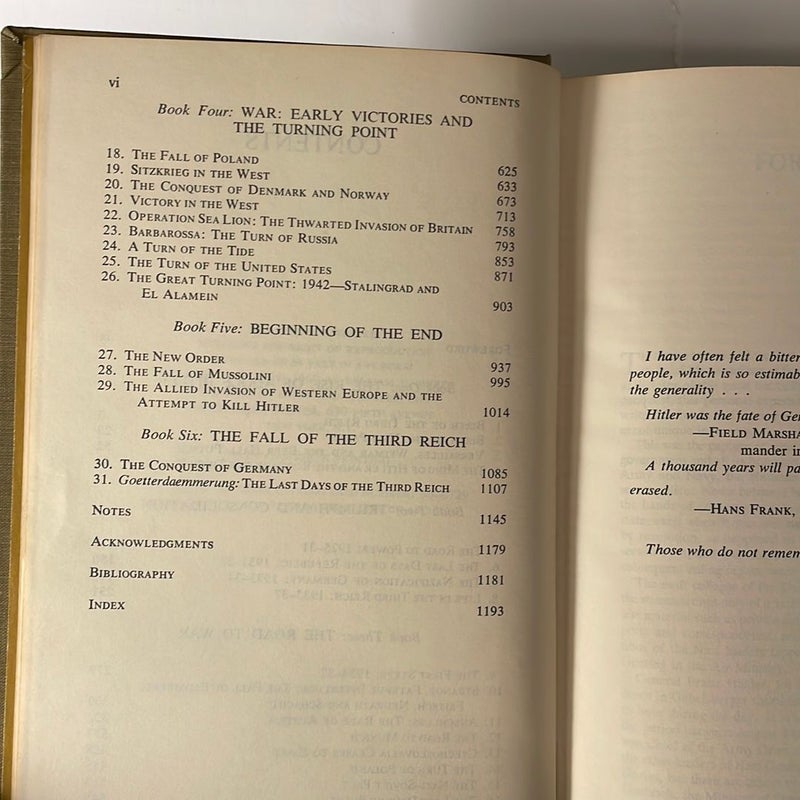 vi
CONTENTS
Book Four: WAR: EARLY VICTORIES AND
THE TURNING POINT
18. THE FALL OF POLAND 625
19. SITZKRIEG IN THE WEST 633
20. THE CONQUEST OF DENMARK AND NORWAY 673
21. VICTORY IN THE WEST 713
22. OPERATION SEA LION: THE THWARTED INVASION OF BRITAIN 758
23. BARBAROSSA: THE TURN OF RUSSIA 793
24. A TURN OF THE TIDE 853
25. THE TURN OF THE UNITED STATES 871
26. THE GREAT TURNING POINT: 1942—STALINGRAD AND
EL ALAMEIN 903
Book Five: BEGINNING OF THE END
27. THE NEW ORDER 937
28. THE FALL OF MUSSOLINI 995
29. THE ALLIED INVASION OF WESTERN EUROPE AND THE
ATTEMPT TO KILL HITLER 1014
Book Six: THE FALL OF THE THIRD REICH
30. THE CONQUEST OF GERMANY 1085
31. Goetterdaemmerung: THE LAST DAYS OF THE THIRD REICH 1107
NOTES 1145
ACKNOWLEDGMENTS 1179
BIBLIOGRAPHY 1181
INDEX 1193
I have often felt a bitter
people, which is so estimab
the generality . . .
Hitler was the fate of Ger
—FIELD MARSHA
mander in
A thousand years will pa
erased.
—HANS FRANK,
Those who do not remem